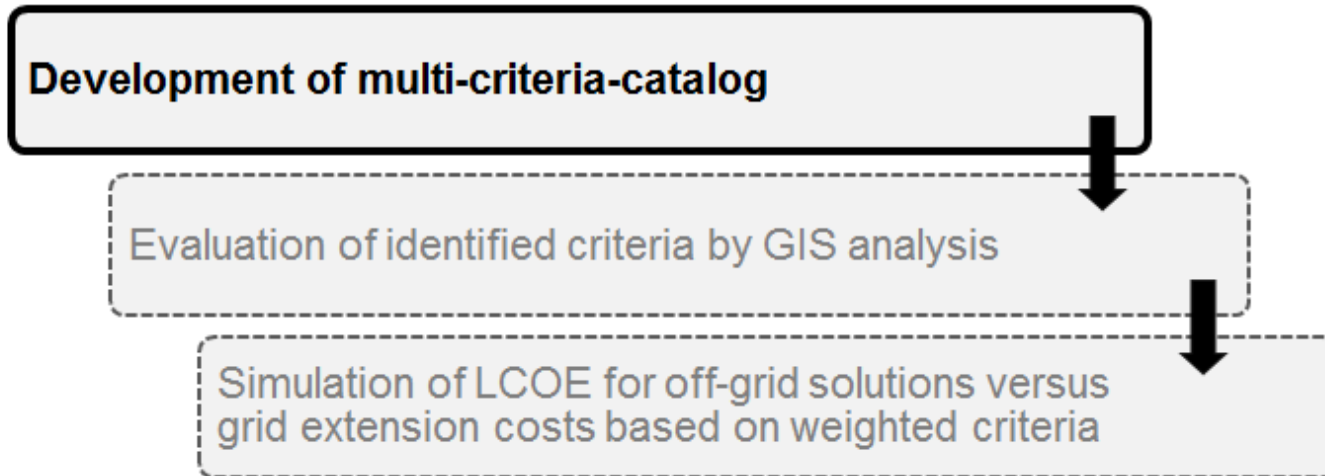 Development of multi-criteria-catalog
Evaluation of identified criteria by GIS analysis
Simulation of LCOE for off-grid solutions versus
grid extension costs based on weighted criteria